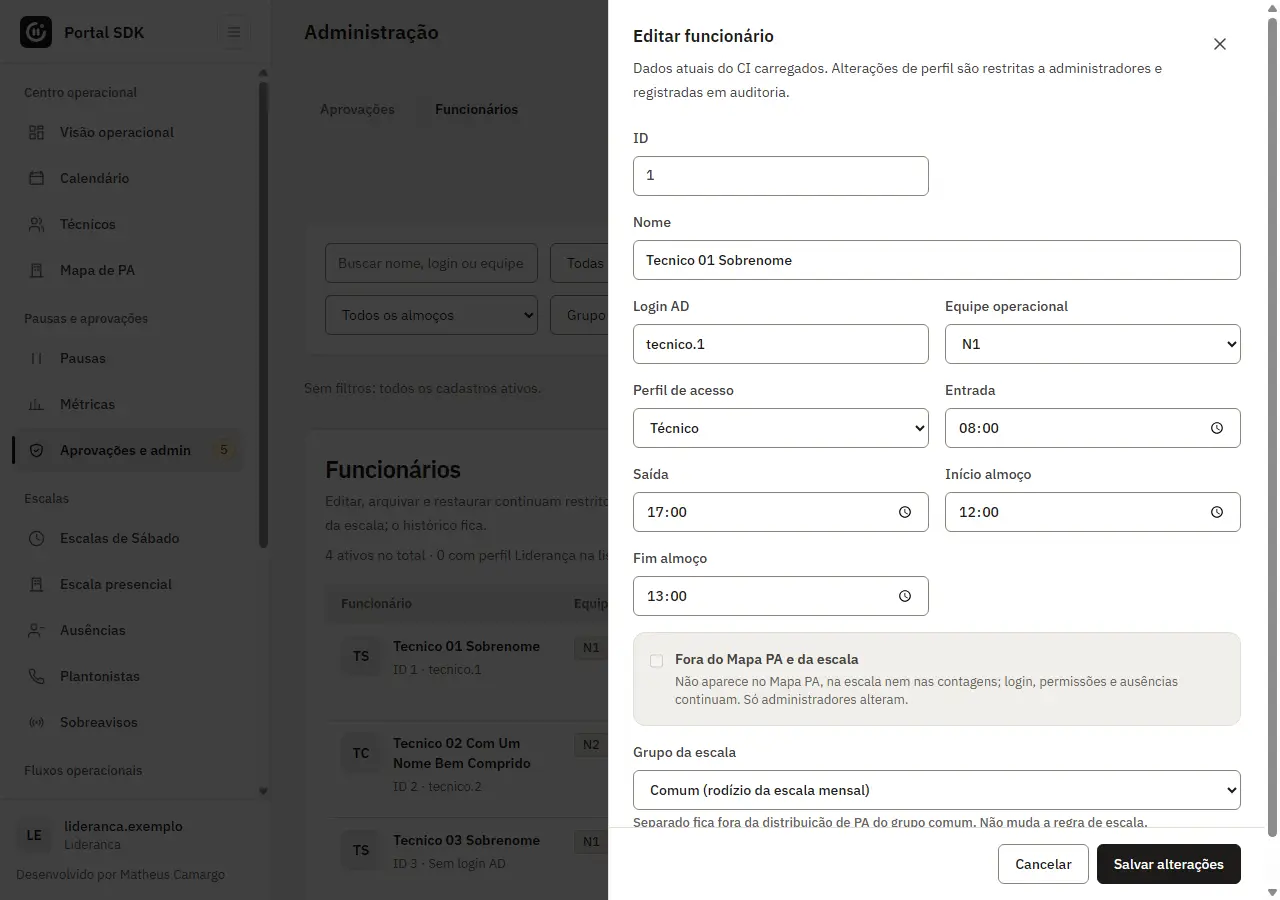 Portal SDK
Centro operacional
Visão operacional
Calendário
Técnicos
Mapa de PA
Pausas e aprovações
Pausas
Métricas
Aprovações e admin
5
Escalas
Escalas de Sábado
Escala presencial
Ausências
Plantonistas
Sobreavisos
Fluxos operacionais
LE
lideranca.exemplo
Lideranca
Desenvolvido por Matheus Camargo
Administração
Aprovações
Funcionários
Buscar nome, login ou equipe
Todas
Todos os almoços
Grupo
Sem filtros: todos os cadastros ativos.
Funcionários
Editar, arquivar e restaurar continuam restrito
da escala; o histórico fica.
4 ativos no total · 0 com perfil Liderança na lis
Funcionário
Equip
TS
Tecnico 01 Sobrenome
ID 1 · tecnico.1
N1
TC
Tecnico 02 Com Um
Nome Bem Comprido
ID 2 · tecnico.2
N2
TS
Tecnico 03 Sobrenome
ID 3 · Sem login AD
N1
Editar funcionário
Dados atuais do CI carregados. Alterações de perfil são restritas a administradores e
registradas em auditoria.
ID
1
Nome
Tecnico 01 Sobrenome
Login AD
tecnico.1
Equipe operacional
N1
Perfil de acesso
Técnico
Entrada
08:00
Saída
17:00
Início almoço
12:00
Fim almoço
13:00
Fora do Mapa PA e da escala
Não aparece no Mapa PA, na escala nem nas contagens; login, permissões e ausências
continuam. Só administradores alteram.
Grupo da escala
Comum (rodízio da escala mensal)
Separado fica fora da distribuição de PA do grupo comum. Não muda a regra de escala.
Cancelar
Salvar alterações